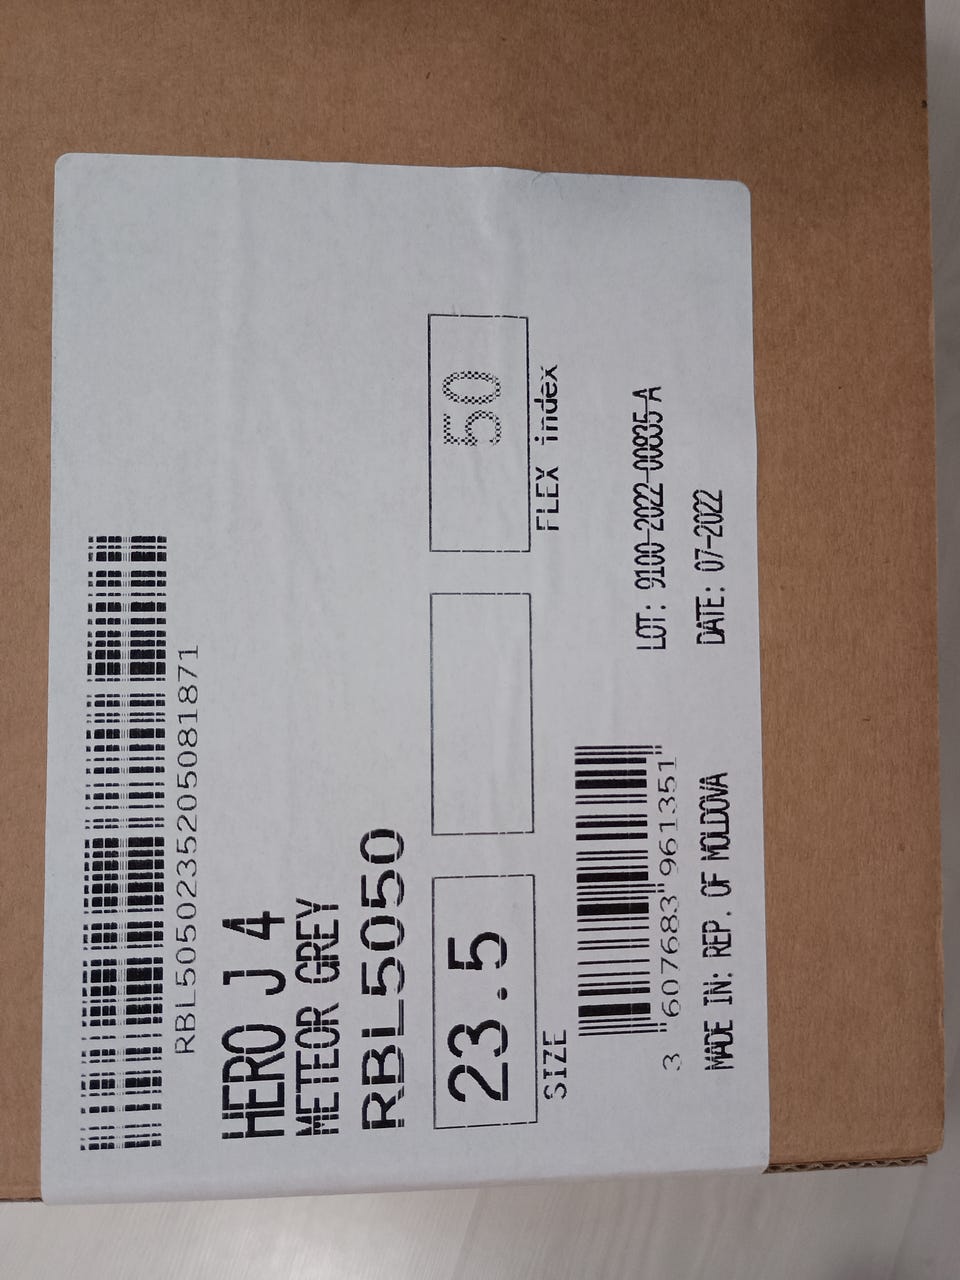 RBL5050235205081871
HERO J 4
METEOR GREY
RBL5050
23.5
50
SIZE
FLEX index
3 "607683"961351"
LOT: 9100-2022-00835-A
MADE IN: REP. OF MOLDOVA
DATE: 07-2022